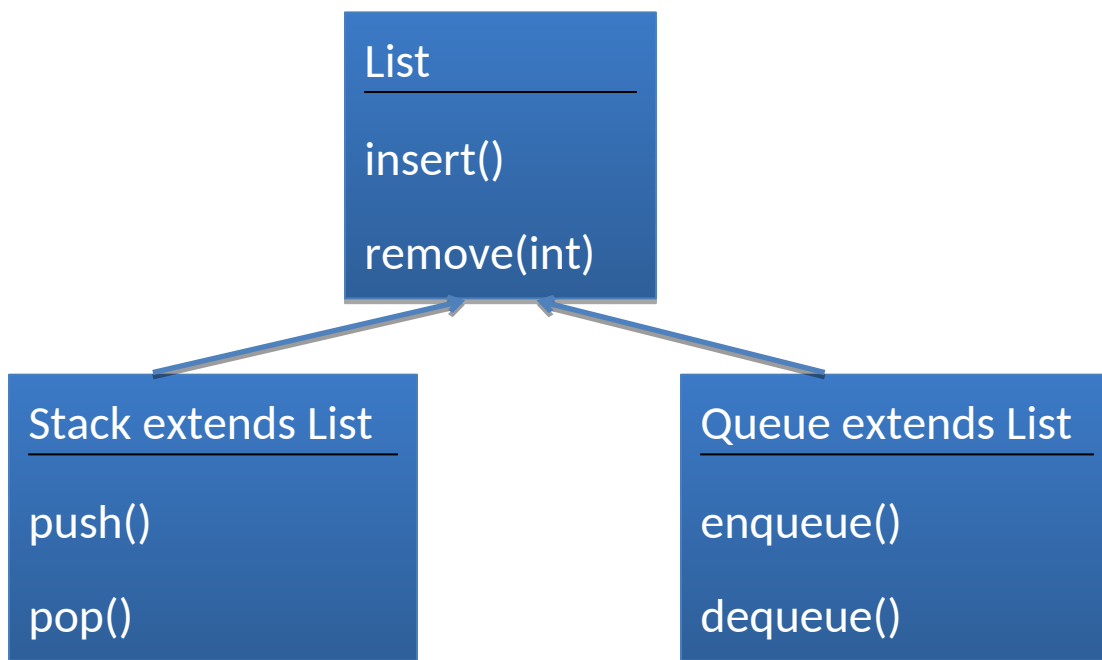 List
insert()
remove(int)
Stack extends List
push()
pop()
Queue extends List
enqueue()
dequeue()